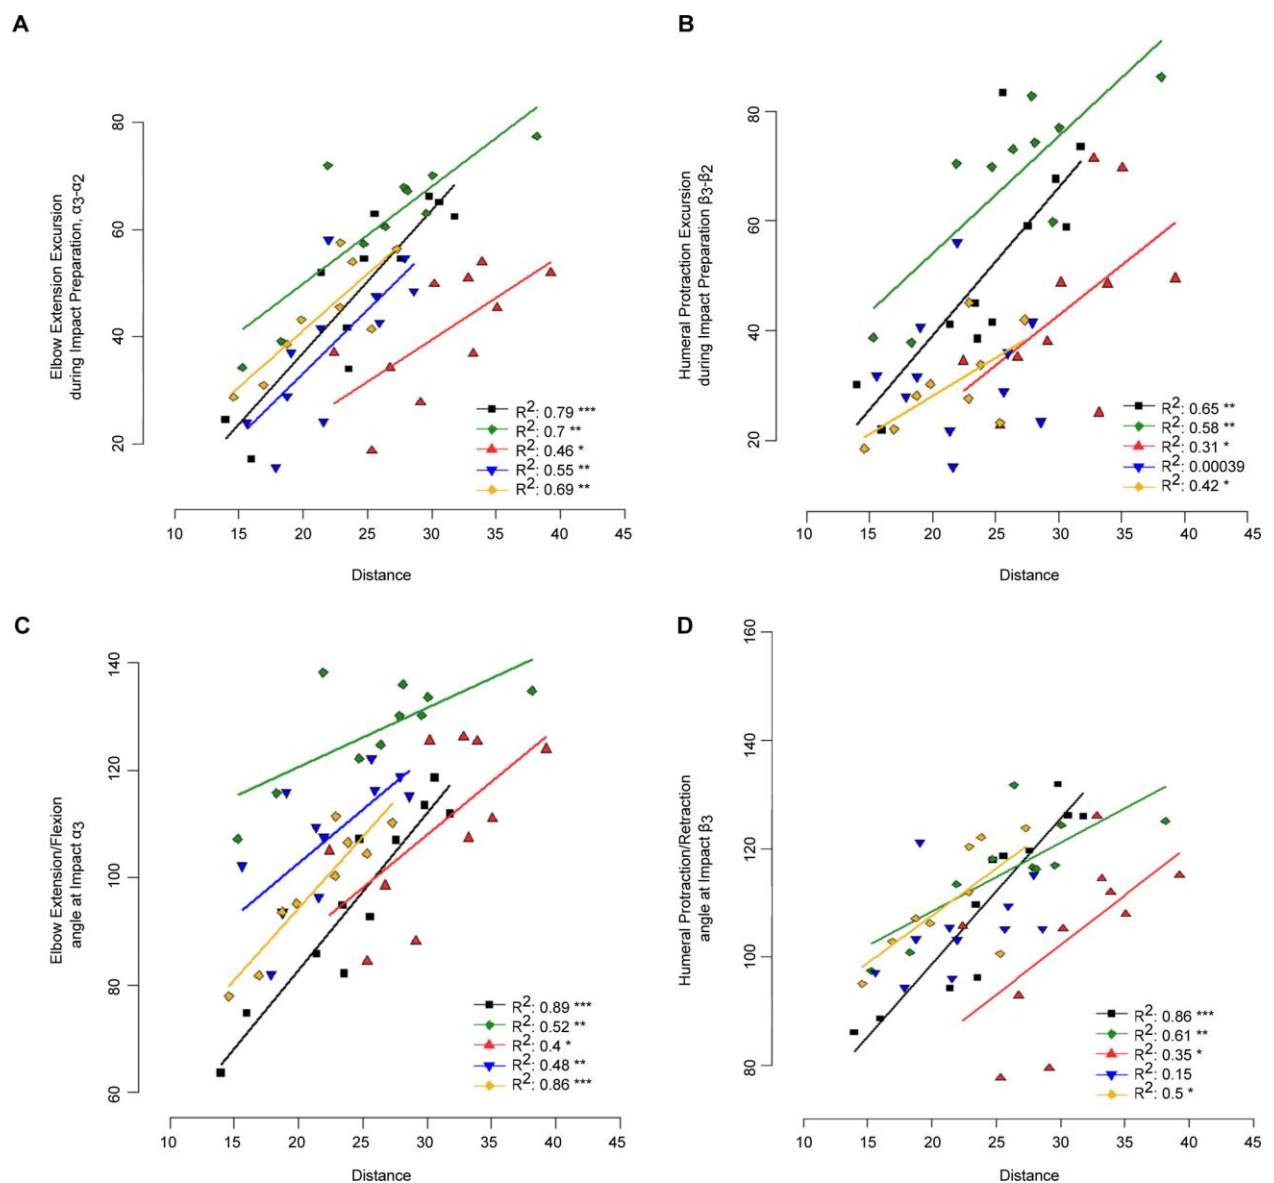 A
Elbow Extension Excursion
during Impact Preparation, α3-α2
80
60
40
20
R2: 0.79 ***
R2: 0.7 **
R2: 0.46 *
R2: 0.55 **
R2: 0.69 **
10 15 20 25 30 35 40 45
Distance
B
Humeral Protraction Excursion
during Impact Preparation β3-β2
80
60
40
20
R2: 0.65 **
R2: 0.58 **
R2: 0.31 *
R2: 0.00039
R2: 0.42 *
10 15 20 25 30 35 40 45
Distance
C
Elbow Extension/Flexion
angle at Impact α3
140
120
100
80
60
R2: 0.89 ***
R2: 0.52 **
R2: 0.4 *
R2: 0.48 **
R2: 0.86 ***
10 15 20 25 30 35 40 45
Distance
D
Humeral Protraction/Retraction
angle at Impact β3
160
140
120
100
80
R2: 0.86 ***
R2: 0.61 **
R2: 0.35 *
R2: 0.15
R2: 0.5 *
10 15 20 25 30 35 40 45
Distance